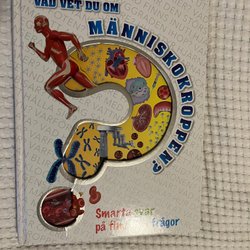 VAD VET DU OM
MÄNNISKOKROPPEN?
Smarta svar
på frågor